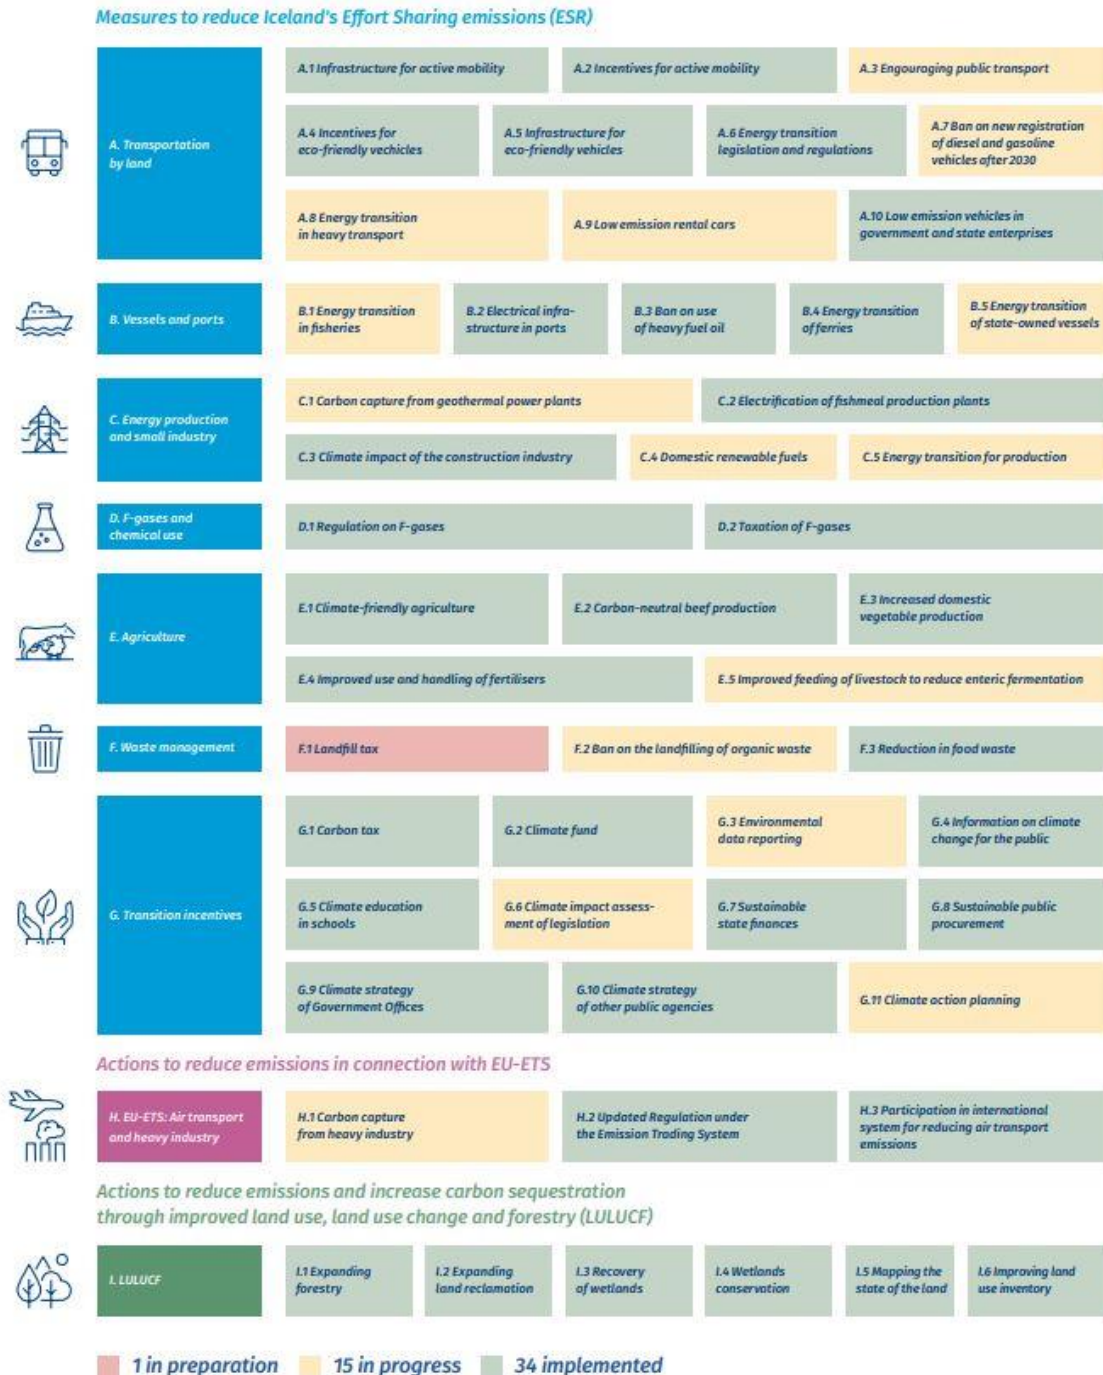 Measures to reduce Iceland's Effort Sharing emissions (ESR)
A. Transportation
by land
A.1 Infrastructure for active mobility
A.2 Incentives for active mobility
A.3 Engouraging public transport
A.4 Incentives for
eco-friendly vechicles
A.5 Infrastructure for
eco-friendly vehicles
A.6 Energy transition
legislation and regulations
A.7 Ban on new registration
of diesel and gasoline
vehicles after 2030
A.8 Energy transition
in heavy transport
A.9 Low emission rental cars
A.10 Low emission vehicles in
government and state enterprises
B. Vessels and ports
B.1 Energy transition
in fisheries
B.2 Electrical infra-
structure in ports
B.3 Ban on use
of heavy fuel oil
B.4 Energy transition
of ferries
B.5 Energy transition
of state-owned vessels
C. Energy production
and small industry
C.1 Carbon capture from geothermal power plants
C.2 Electrification of fishmeal production plants
C.3 Climate impact of the construction industry
C.4 Domestic renewable fuels
C.5 Energy transition for production
D. F-gases and
chemical use
D.1 Regulation on F-gases
D.2 Taxation of F-gases
E. Agriculture
E.1 Climate-friendly agriculture
E.2 Carbon-neutral beef production
E.3 Increased domestic
vegetable production
E.4 Improved use and handling of fertilisers
E.5 Improved feeding of livestock to reduce enteric fermentation
F. Waste management
F.1 Landfill tax
F.2 Ban on the landfilling of organic waste
F.3 Reduction in food waste
G. Transition incentives
G.1 Carbon tax
G.2 Climate fund
G.3 Environmental
data reporting
G.4 Information on climate
change for the public
G.5 Climate education
in schools
G.6 Climate impact assess-
ment of legislation
G.7 Sustainable
state finances
G.8 Sustainable public
procurement
G.9 Climate strategy
of Government Offices
G.10 Climate strategy
of other public agencies
G.11 Climate action planning
Actions to reduce emissions in connection with EU-ETS
H. EU-ETS: Air transport
and heavy industry
H.1 Carbon capture
from heavy industry
H.2 Updated Regulation under
the Emission Trading System
H.3 Participation in international
system for reducing air transport
emissions
Actions to reduce emissions and increase carbon sequestration
through improved land use, land use change and forestry (LULUCF)
I. LULUCF
I.1 Expanding
forestry
I.2 Expanding
land reclamation
I.3 Recovery
of wetlands
I.4 Wetlands
conservation
I.5 Mapping the
state of the land
I.6 Improving land
use inventory
1 in preparation
15 in progress
34 implemented